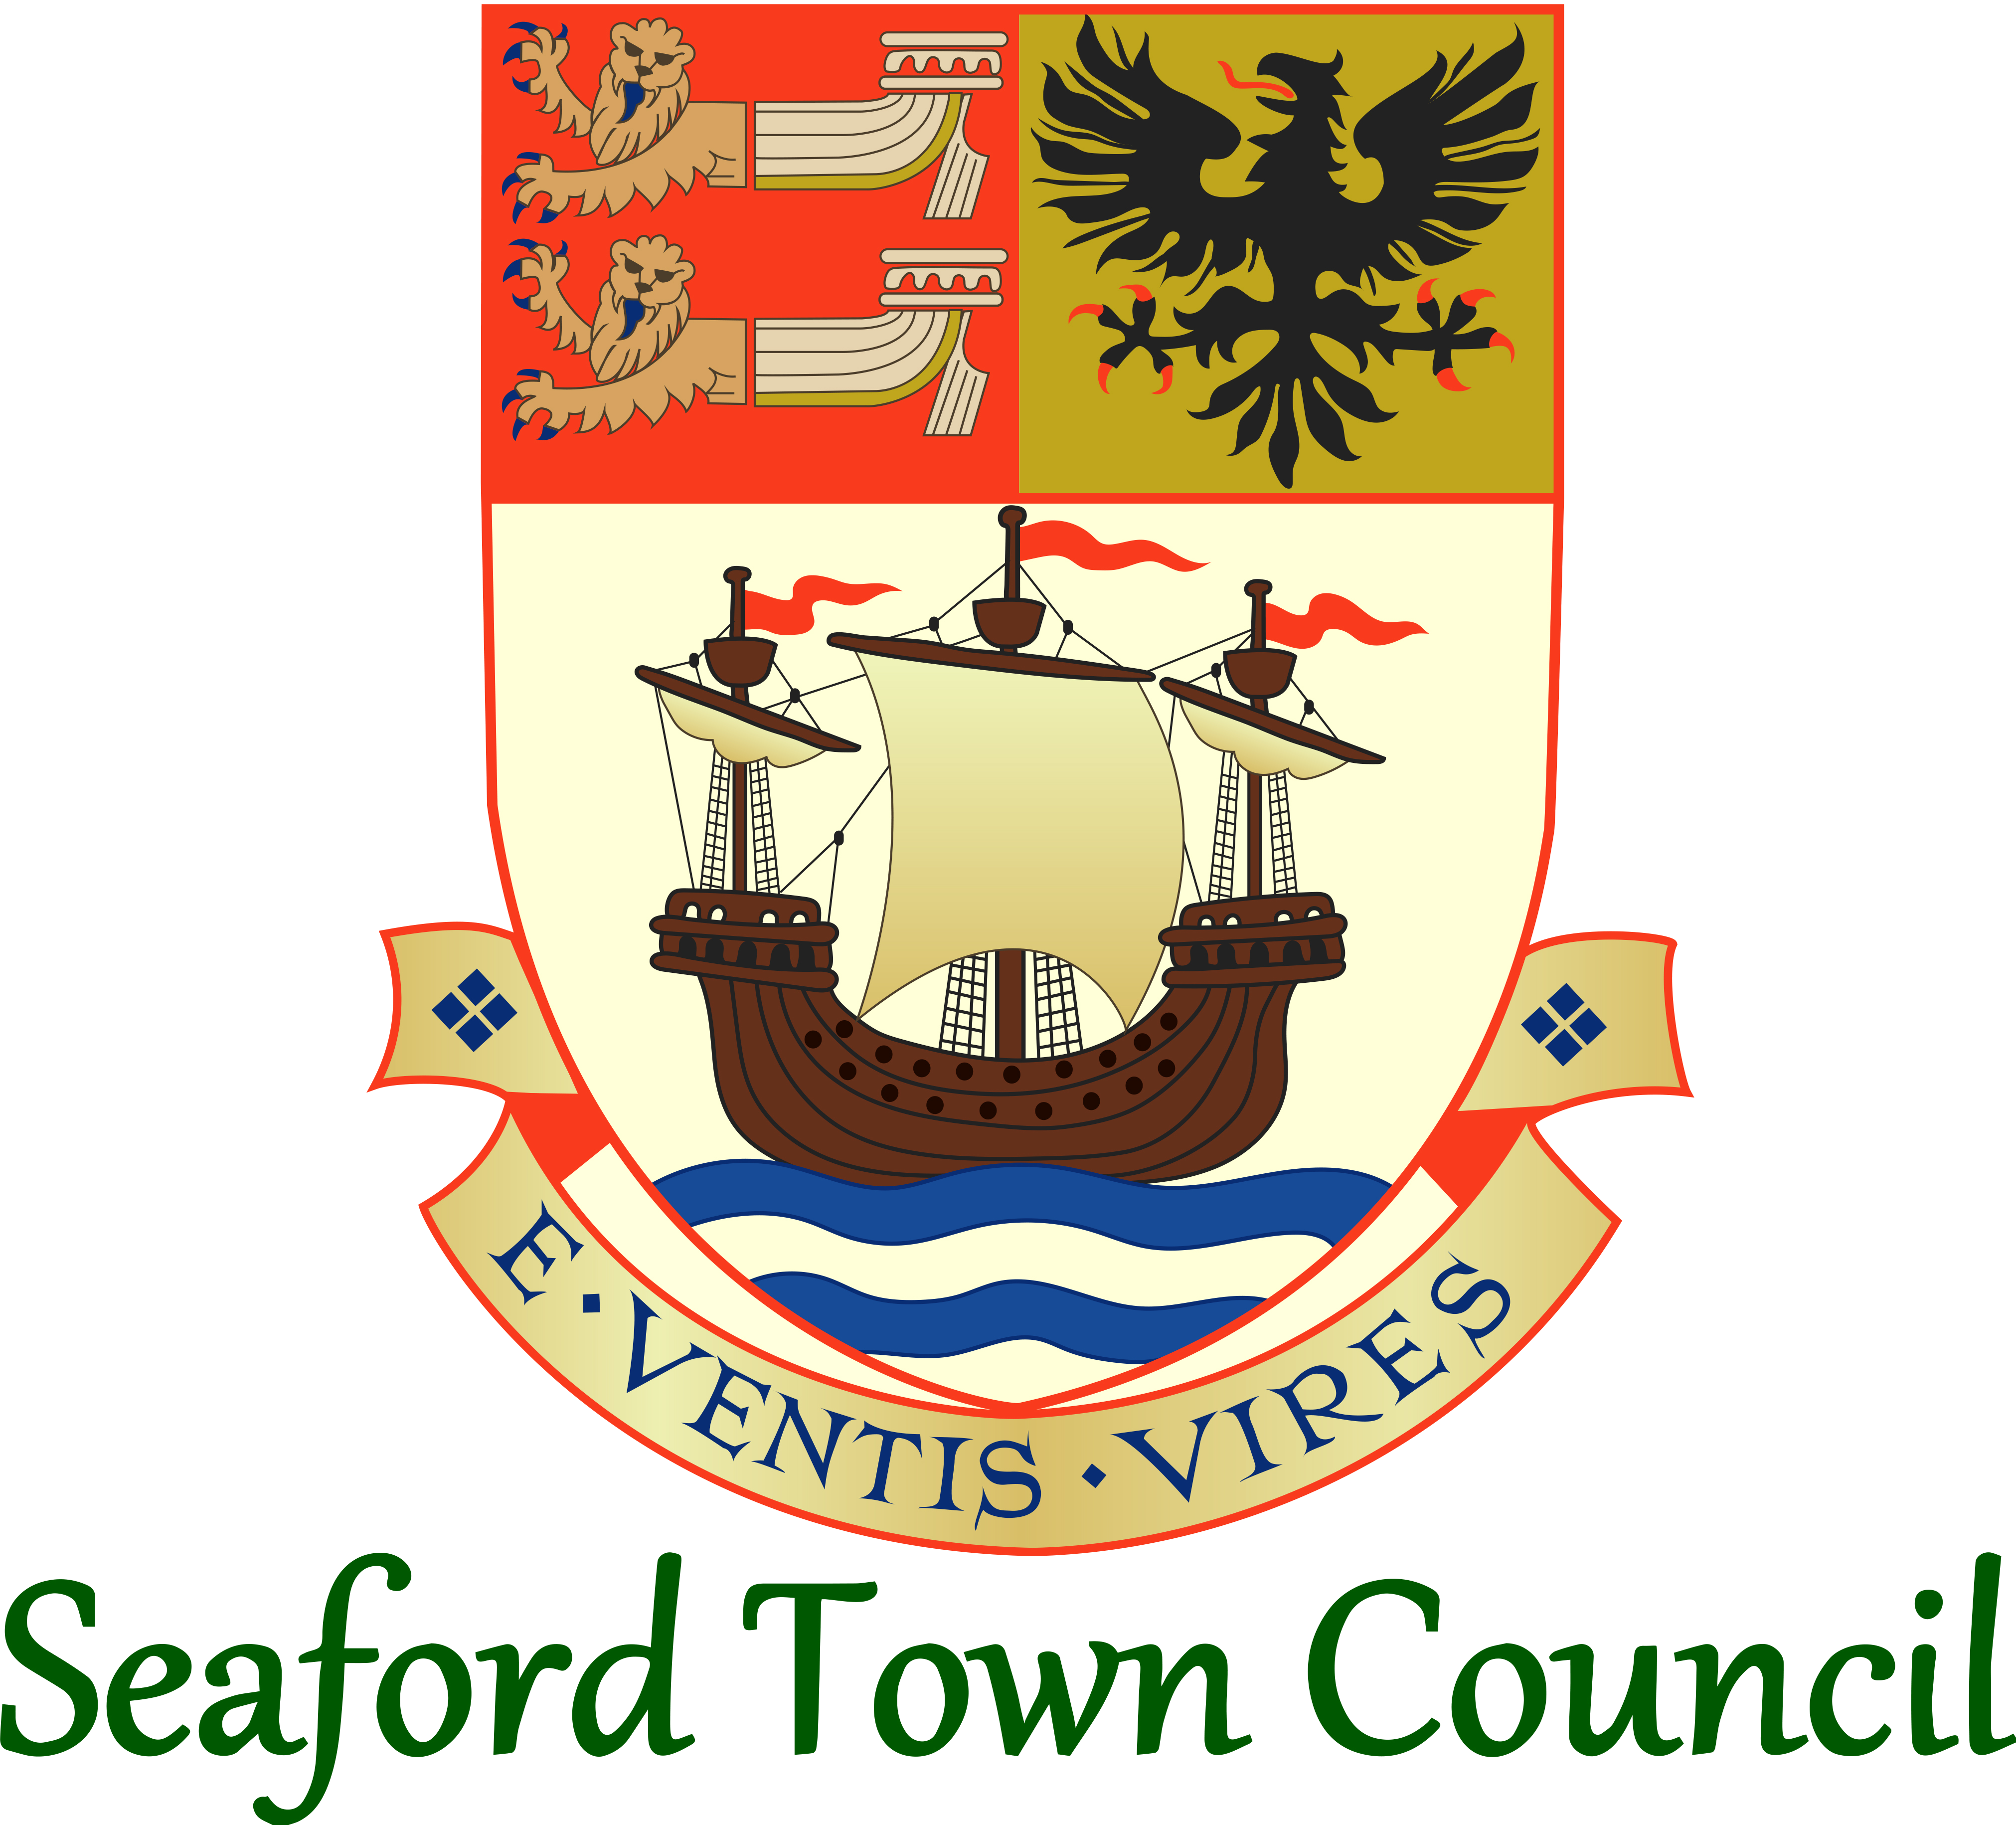 E · VENTIS · VIRES
Seaford Town Council